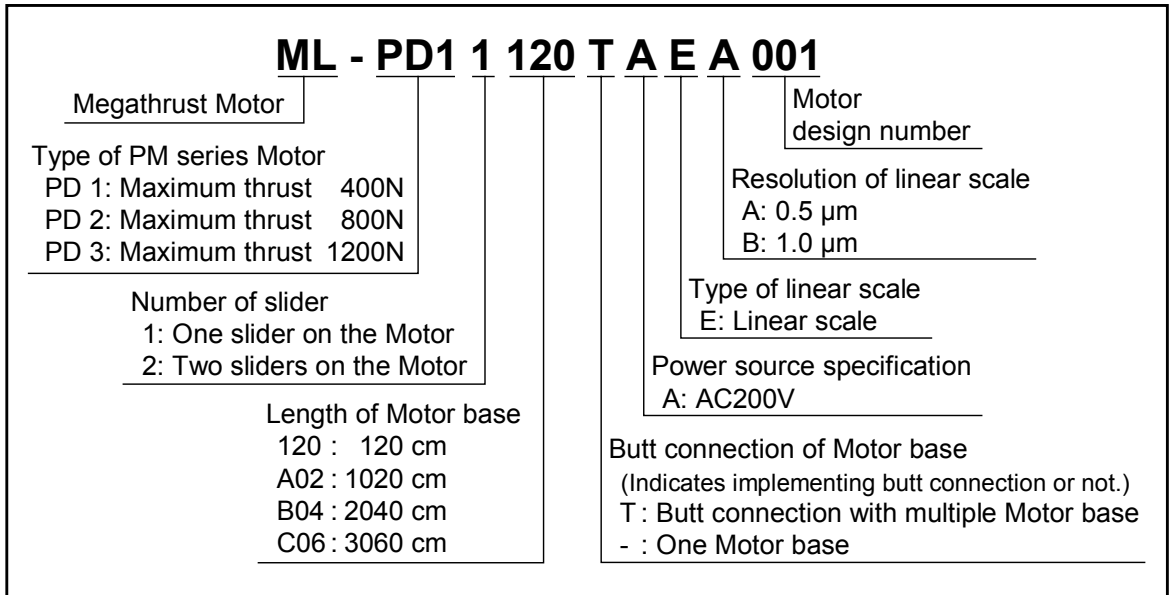 ML - PD1 1 120 T A E A 001
Megathrust Motor
Type of PM series Motor
PD 1: Maximum thrust 400N
PD 2: Maximum thrust 800N
PD 3: Maximum thrust 1200N
Number of slider
1: One slider on the Motor
2: Two sliders on the Motor
Length of Motor base
120 : 120 cm
A02 : 1020 cm
B04 : 2040 cm
C06 : 3060 cm
Motor
design number
Resolution of linear scale
A: 0.5 µm
B: 1.0 µm
Type of linear scale
E: Linear scale
Power source specification
A: AC200V
Butt connection of Motor base
(Indicates implementing butt connection or not.)
T : Butt connection with multiple Motor base
- : One Motor base